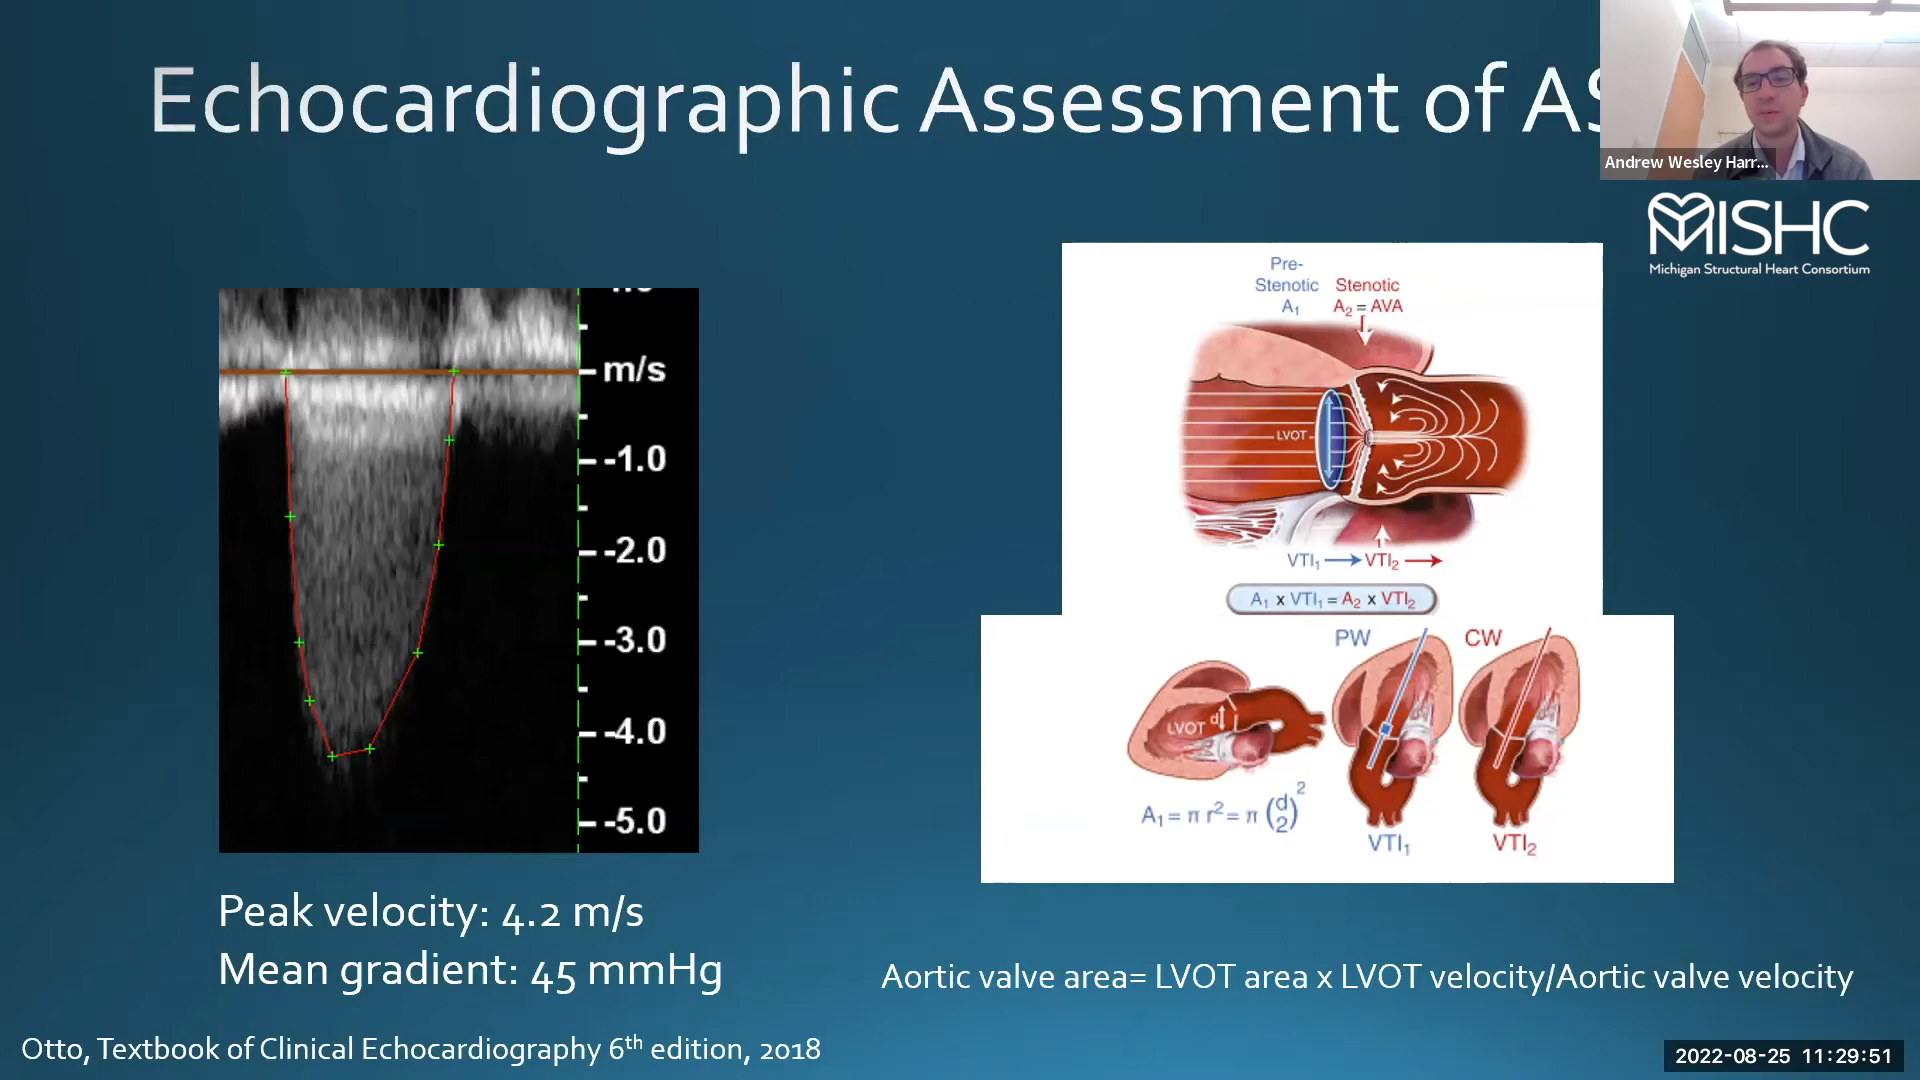 Echocardiographic Assessment of AS
Andrew Wesley Harr...
MISHC
Michigan Structural Heart Consortium
m/s
-1.0
-2.0
-3.0
-4.0
-5.0
Peak velocity: 4.2 m/s
Mean gradient: 45 mmHg
Pre-
Stenotic Stenotic
A₁ A₂ = AVA
LVOT
VTI₁ VTI₂
A₁ x VTI₁ = A₂ x VTI₂
PW CW
LVOT d
A₁ = π r² = π (d/2)²
VTI₁ VTI₂
Aortic valve area= LVOT area x LVOT velocity/Aortic valve velocity
Otto, Textbook of Clinical Echocardiography 6th edition, 2018
2022-08-25 11:29:51